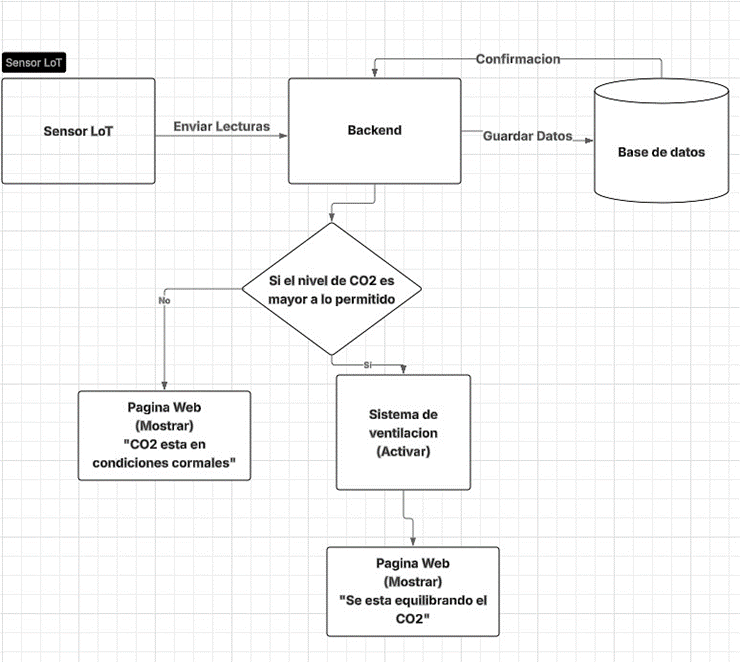 Confirmacion
Sensor LoT
Sensor LoT
Enviar Lecturas
Backend
Guardar Datos
Base de datos
Si el nivel de CO2 es
mayor a lo permitido
No
Sí
Pagina Web
(Mostrar)
"CO2 esta en
condiciones cormales"
Sistema de
ventilacion
(Activar)
Pagina Web
(Mostrar)
"Se esta equilibrando el
CO2"